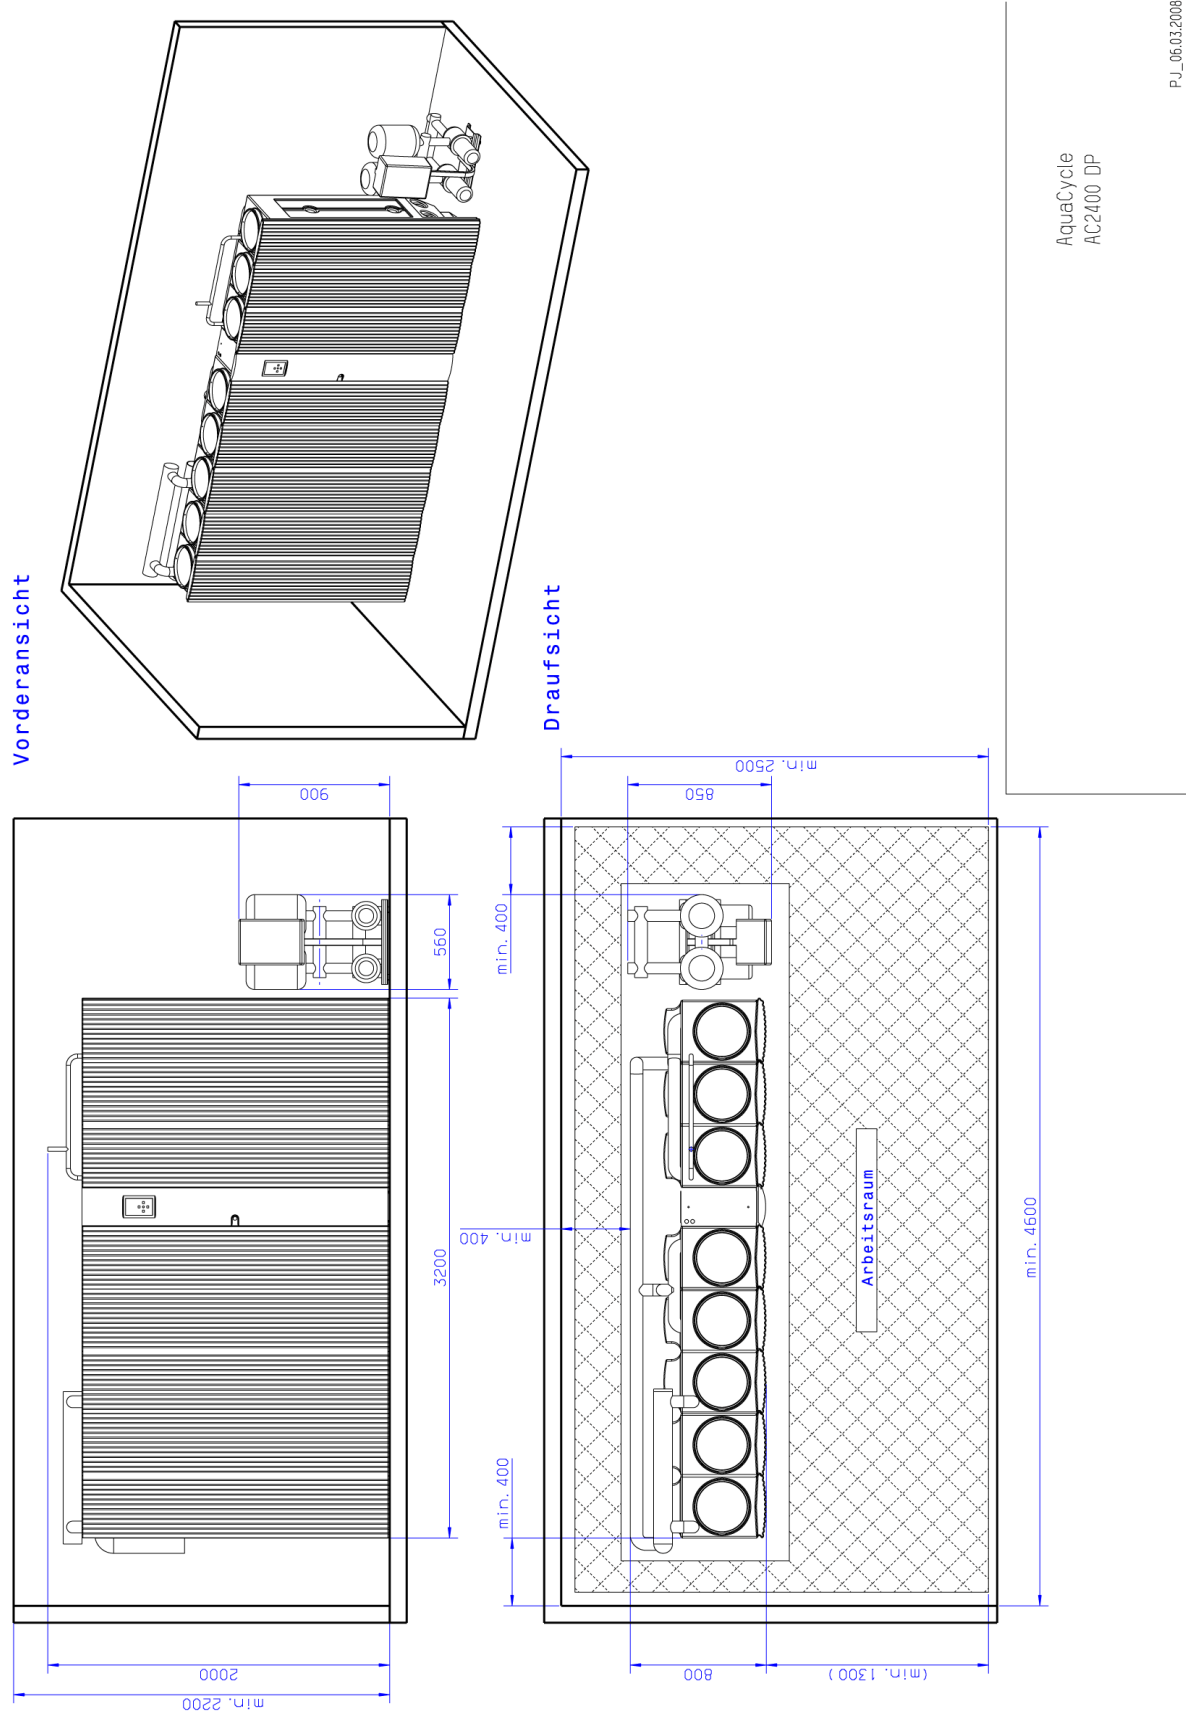 Vorderansicht
900
560
3200
2000
min. 2200
Draufsicht
min. 2500
850
min. 400
min. 400
min. 400
Arbeitsraum
min. 4600
800
(min. 1300)
AquaCycle
AC2400 DP
PJ_06.03.2008